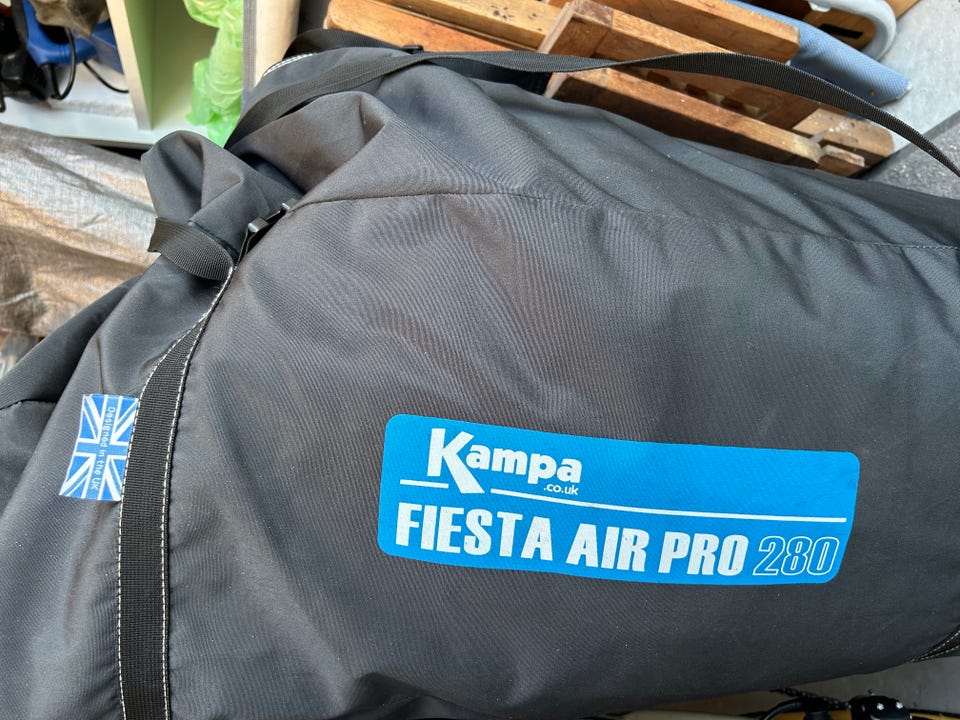 Kampa
.co.uk
FIESTA AIR PRO 280
Designed in the UK